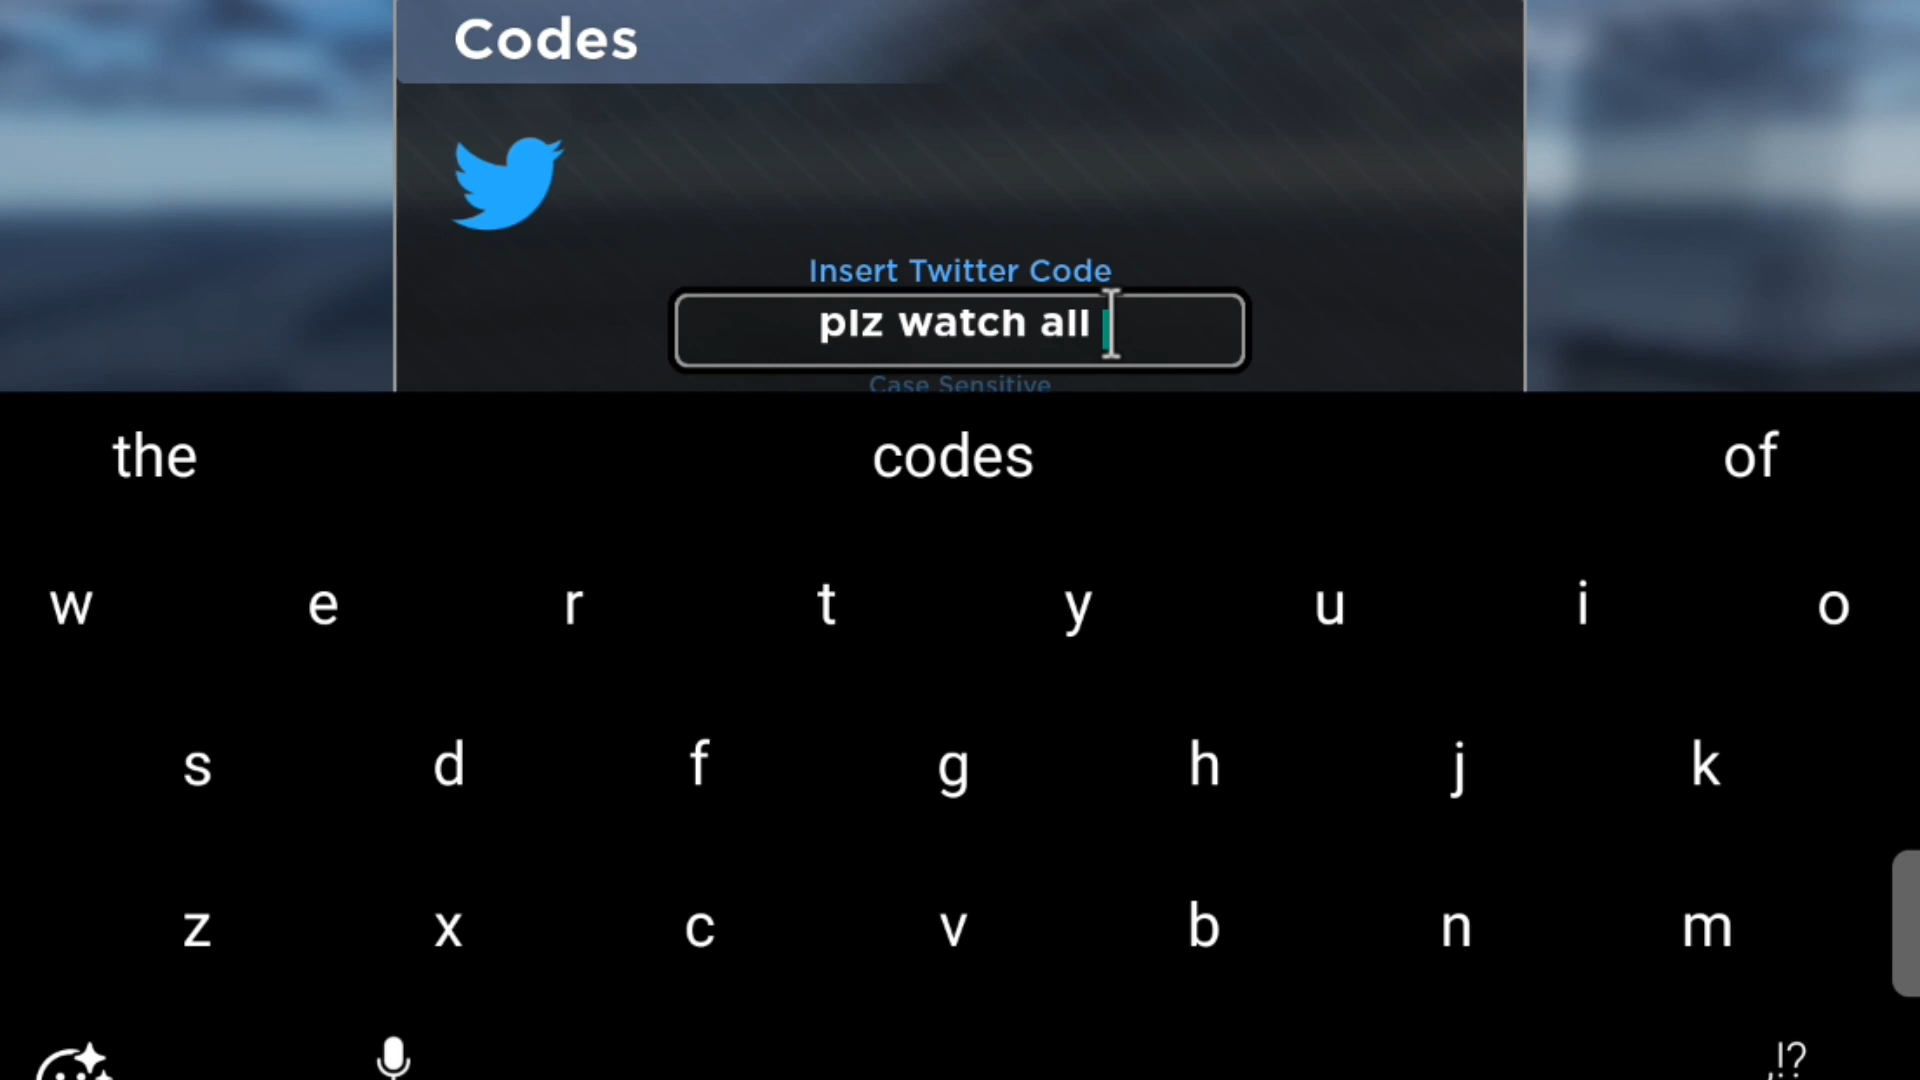 Codes
Insert Twitter Code
plz watch all
Case Sensitive
the codes of
w e r t y u i o
s d f g h j k
z x c v b n m
,!?